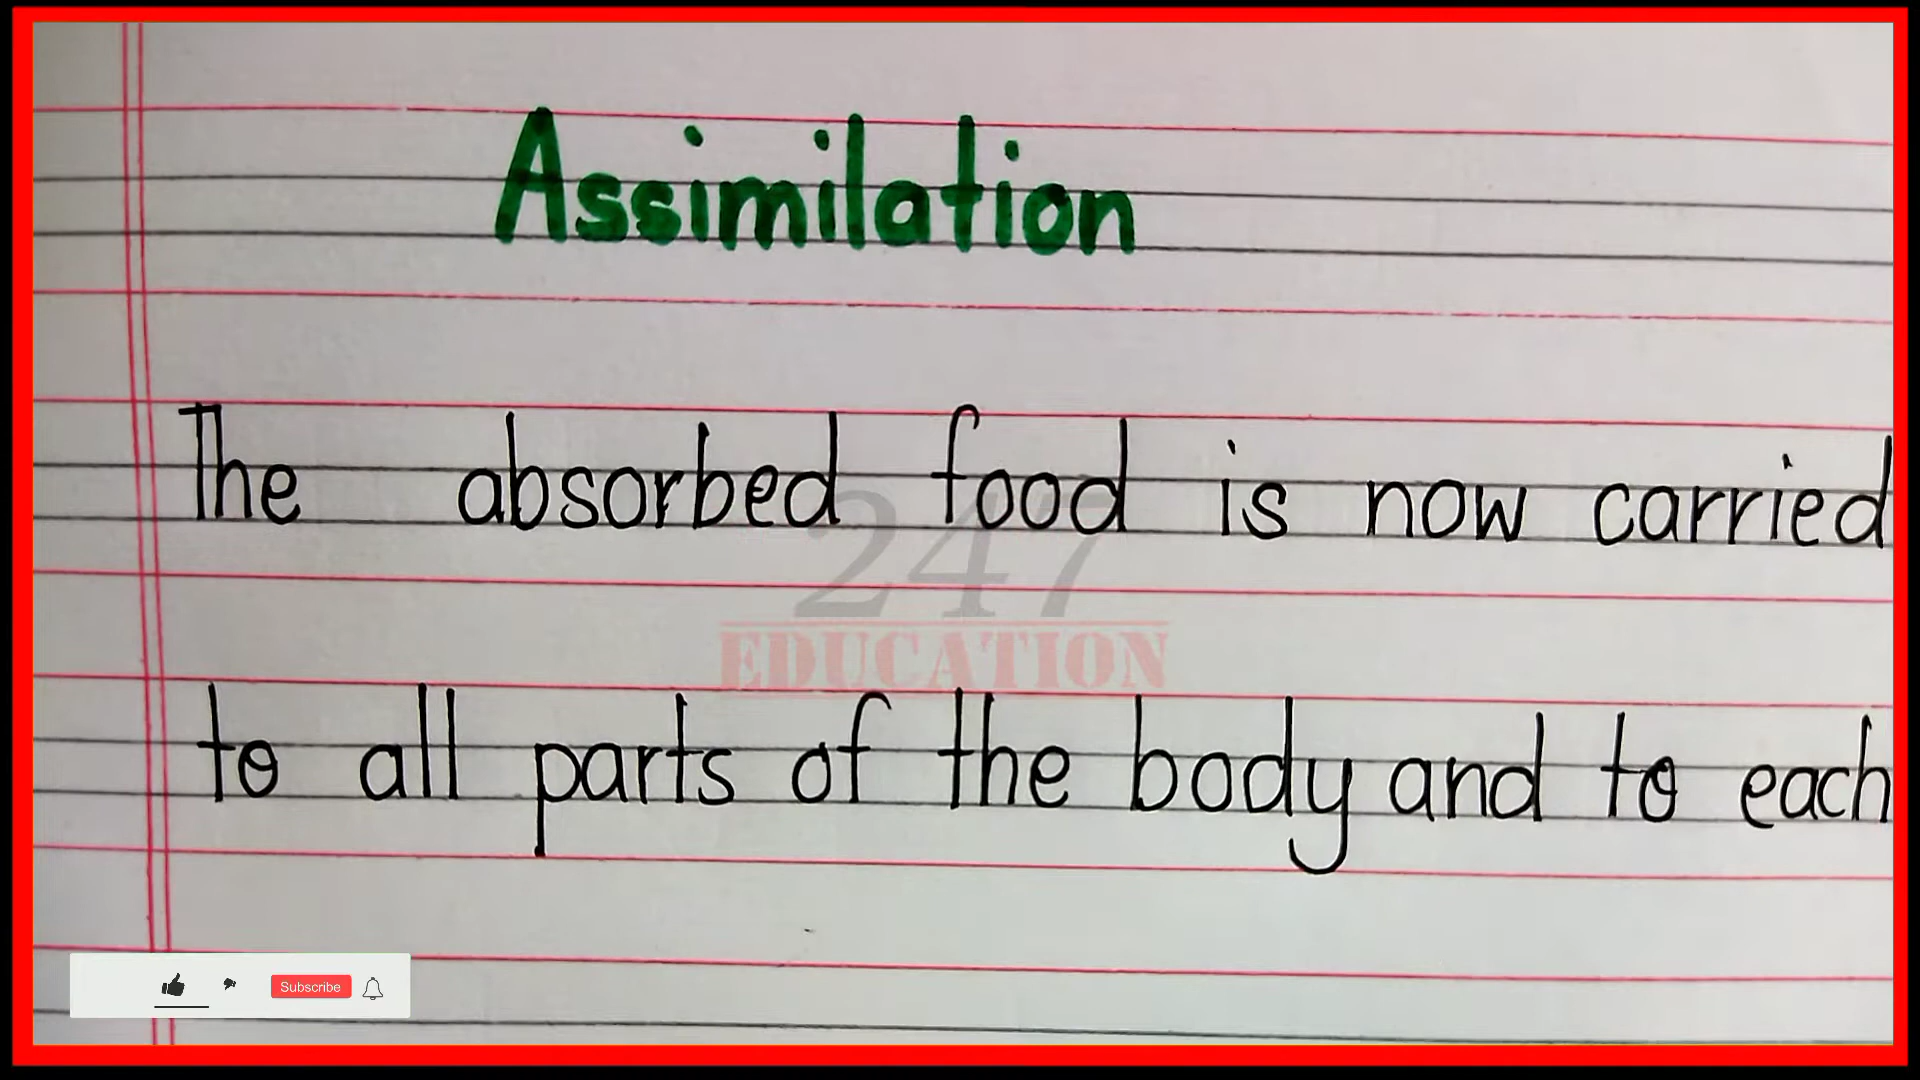 Assimilation
The absorbed food is now carried
247
EDUCATION
to all parts of the body and to each
Subscribe